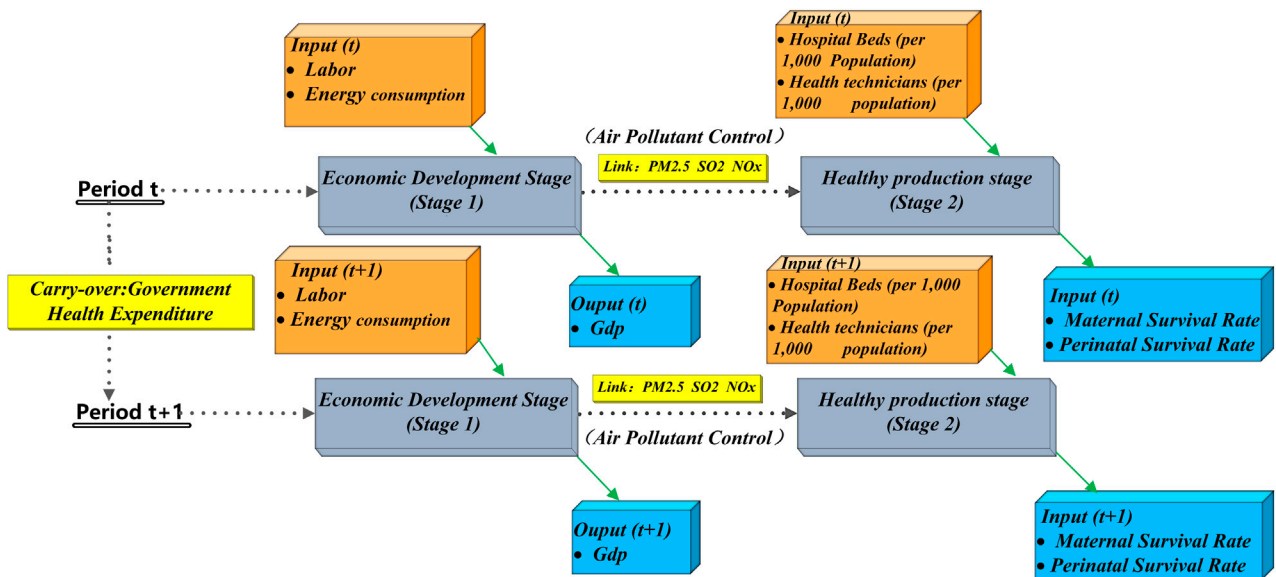 Input (t)
● Labor
● Energy consumption
Input (t)
● Hospital Beds (per
1,000 Population)
● Health technicians (per
1,000 population)
（Air Pollutant Control）
Period t
Economic Development Stage
(Stage 1)
Link：PM2.5 SO2 NOx
Healthy production stage
(Stage 2)
Carry-over:Government
Health Expenditure
Input (t+1)
● Labor
● Energy consumption
Ouput (t)
● Gdp
Input (t+1)
● Hospital Beds (per 1,000
Population)
● Health technicians (per
1,000 population)
Input (t)
● Maternal Survival Rate
● Perinatal Survival Rate
Period t+1
Economic Development Stage
(Stage 1)
Link：PM2.5 SO2 NOx
（Air Pollutant Control）
Healthy production stage
(Stage 2)
Ouput (t+1)
● Gdp
Input (t+1)
● Maternal Survival Rate
● Perinatal Survival Rate